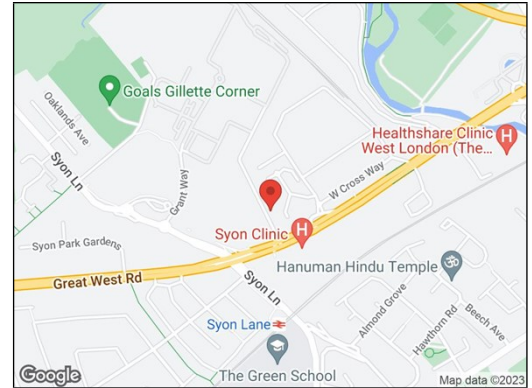 Goals Gillette Corner
Oaklands Ave
Healthshare Clinic
West London (The...
Syon Ln
Grant Way
W Cross Way
Syon Clinic
H
H
Syon Park Gardens
Hanuman Hindu Temple
Great West Rd
Syon Ln
Almond Grove
Hawthorn Rd
Beech Ave
Syon Lane
The Green School
Google
Map data ©2023
ॐ